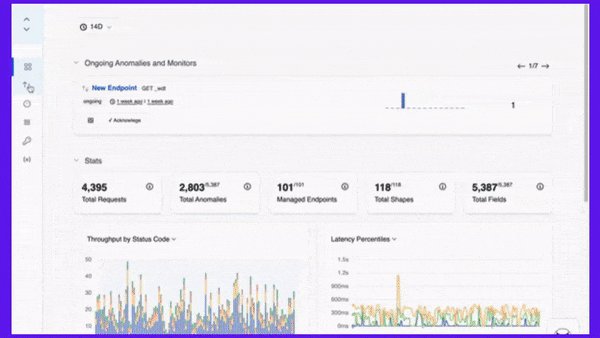 14D
Ongoing Anomalies and Monitors
1/7
New Endpoint GET
ongoing 1 week ago 1 week ago
1
✓ Acknowlege
Stats
4,395
2,803/5,387
101/101
118/118
5,387/5,387
Total Requests
Total Anomalies
Managed Endpoints
Total Shapes
Total Fields
Throughput by Status Code
Latency Percentiles
50
40
30
20
10
1.5s
1.2s
900ms
600ms
300ms
0ms